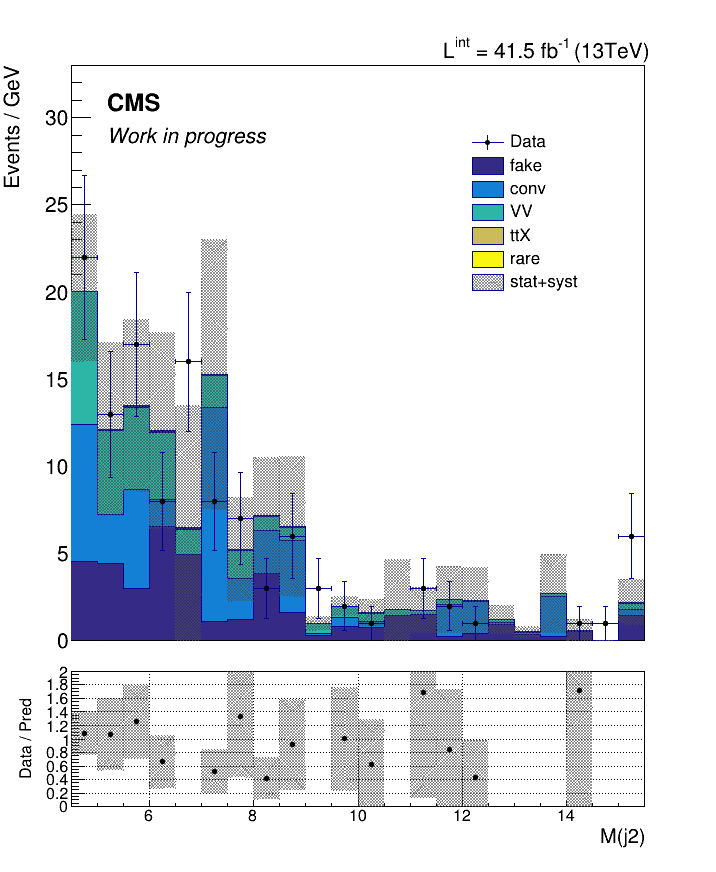 L^int = 41.5 fb^-1 (13TeV)
Events / GeV
CMS
Work in progress
30
25
20
15
10
5
0
Data
fake
conv
VV
ttX
rare
stat+syst
Data / Pred
2
1.8
1.6
1.4
1.2
1
0.8
0.6
0.4
0.2
0
6 8 10 12 14
M(j2)